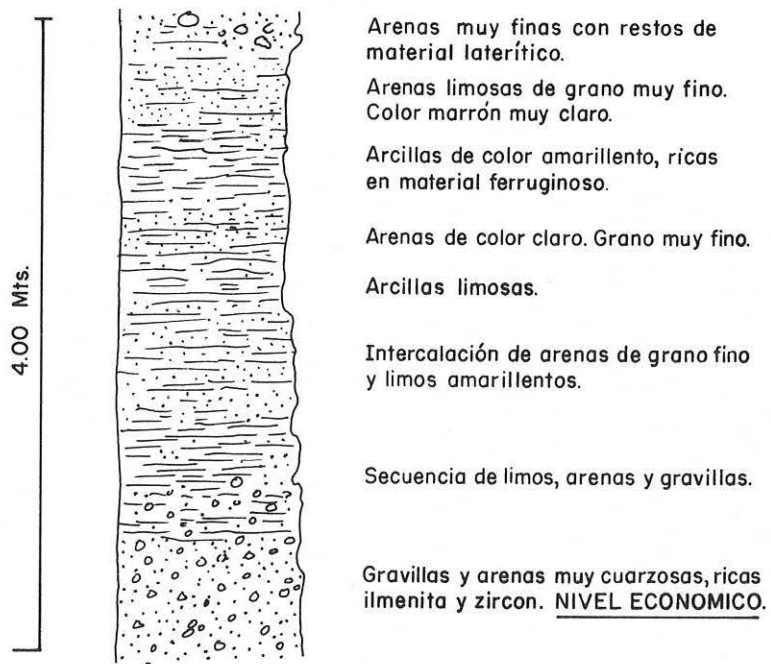 Arenas muy finas con restos de
material laterítico.
Arenas limosas de grano muy fino.
Color marrón muy claro.
Arcillas de color amarillento, ricas
en material ferruginoso.
Arenas de color claro. Grano muy fino.
Arcillas limosas.
4.00 Mts.
Intercalación de arenas de grano fino
y limos amarillentos.
Secuencia de limos, arenas y gravillas.
Gravillas y arenas muy cuarzosas, ricas
ilmenita y zircon. NIVEL ECONOMICO.